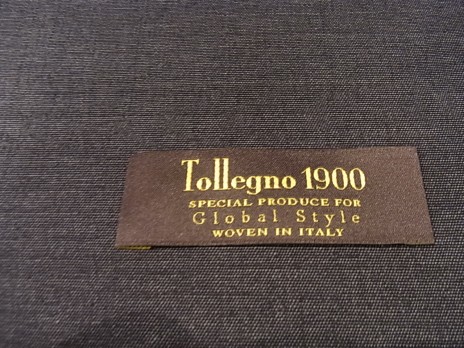 Tollegno 1900
SPECIAL PRODUCE FOR
Global Style
WOVEN IN ITALY